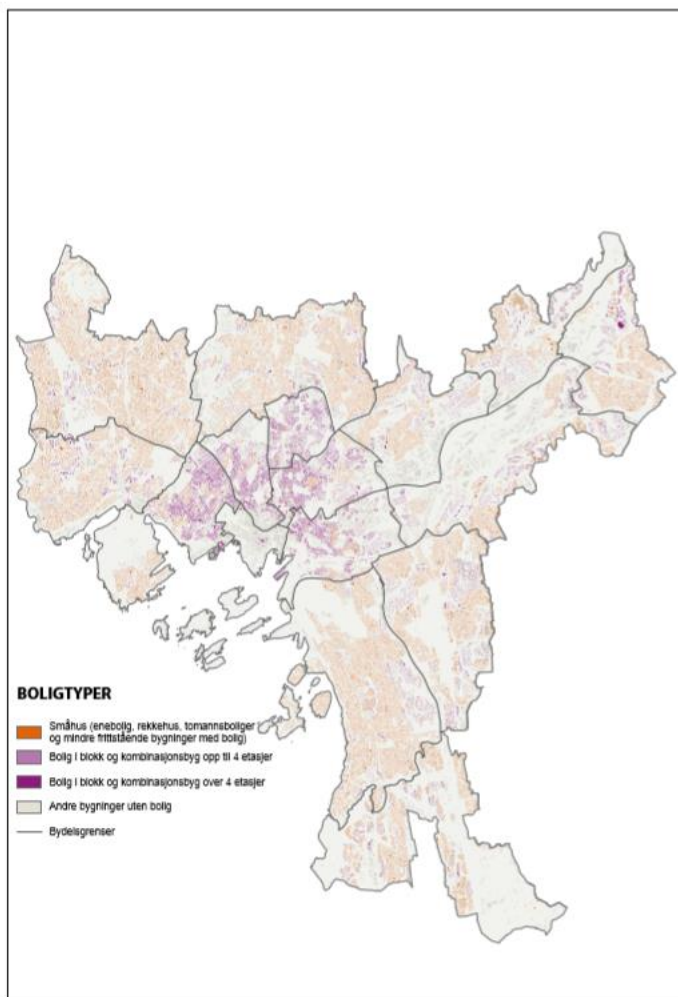 BOLIGTYPER
Småhus (enebolig, rekkehus, tomannsboliger
og mindre frittstående bygninger med bolig)
Bolig i blokk og kombinasjonsbyg opp til 4 etasjer
Bolig i blokk og kombinasjonsbyg over 4 etasjer
Andre bygninger uten bolig
Bydelsgrenser